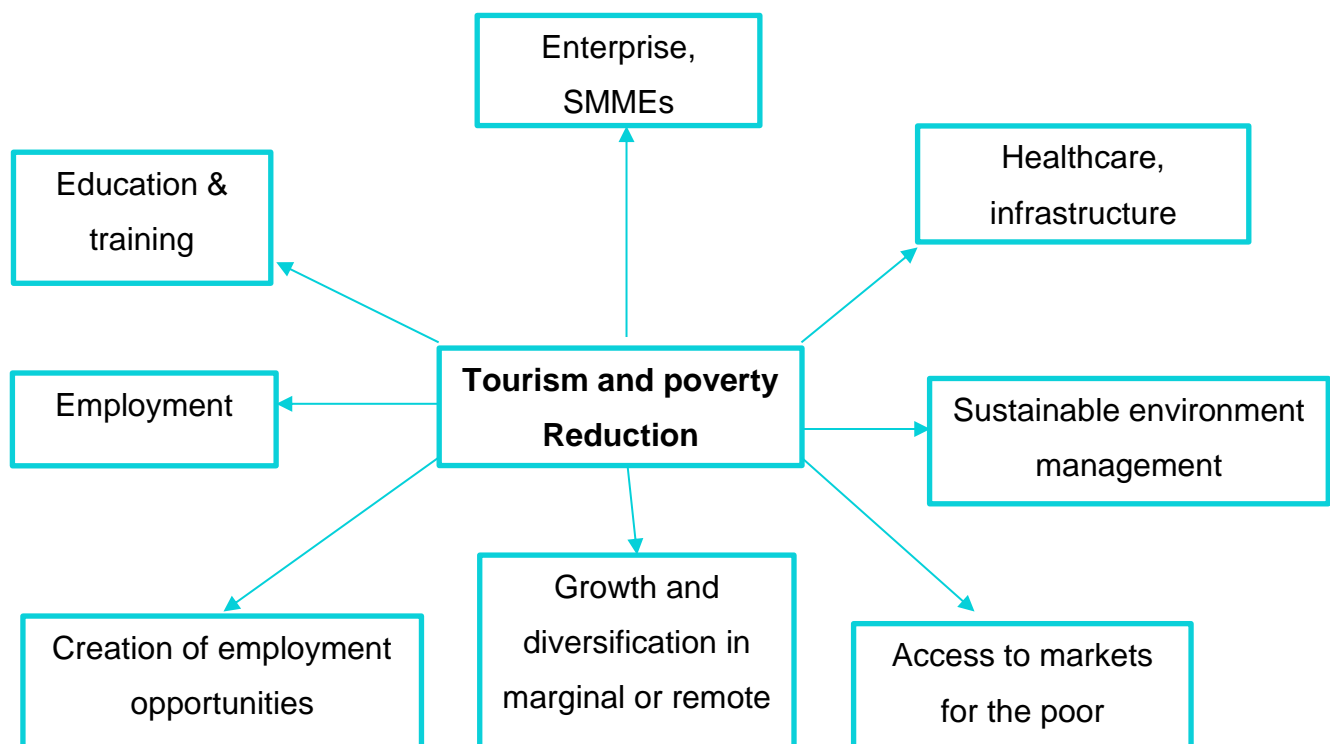 Enterprise,
SMMEs
Education &
training
Healthcare,
infrastructure
Tourism and poverty
Reduction
Employment
Sustainable environment
management
Creation of employment
opportunities
Growth and
diversification in
marginal or remote
Access to markets
for the poor